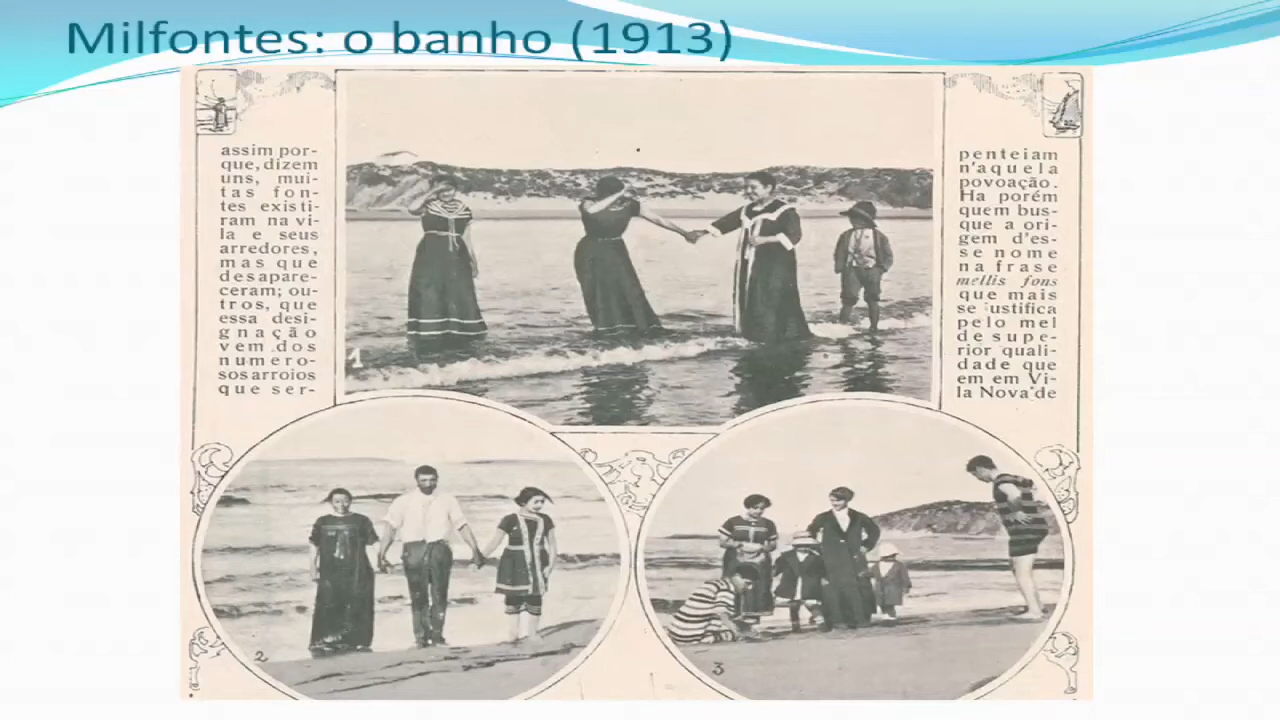 Milfontes: o banho (1913)
assim por-
que, dizem
uns, mui-
tas fon-
tes existi-
ram na vi-
la e seus
arredores,
mas que
desapare-
ceram; ou-
tros, que
essa desi-
gnação
vem dos
numero-
sos arroios
que ser-
penteiam
n'aquela
povoação.
Ha porém
quem bus-
que a ori-
gem d'es-
se nome
na frase
mellis fons
que mais
se justifica
pelo mel
de supe-
rior quali-
dade que
em em Vi-
la Nova de
1
2
3